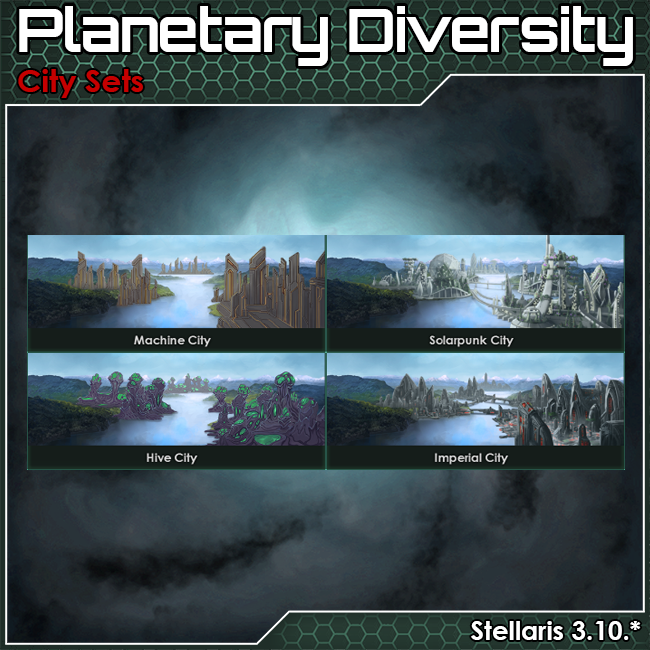 Planetary Diversity
City Sets
Machine City
Solarpunk City
Hive City
Imperial City
Stellaris 3.10.*